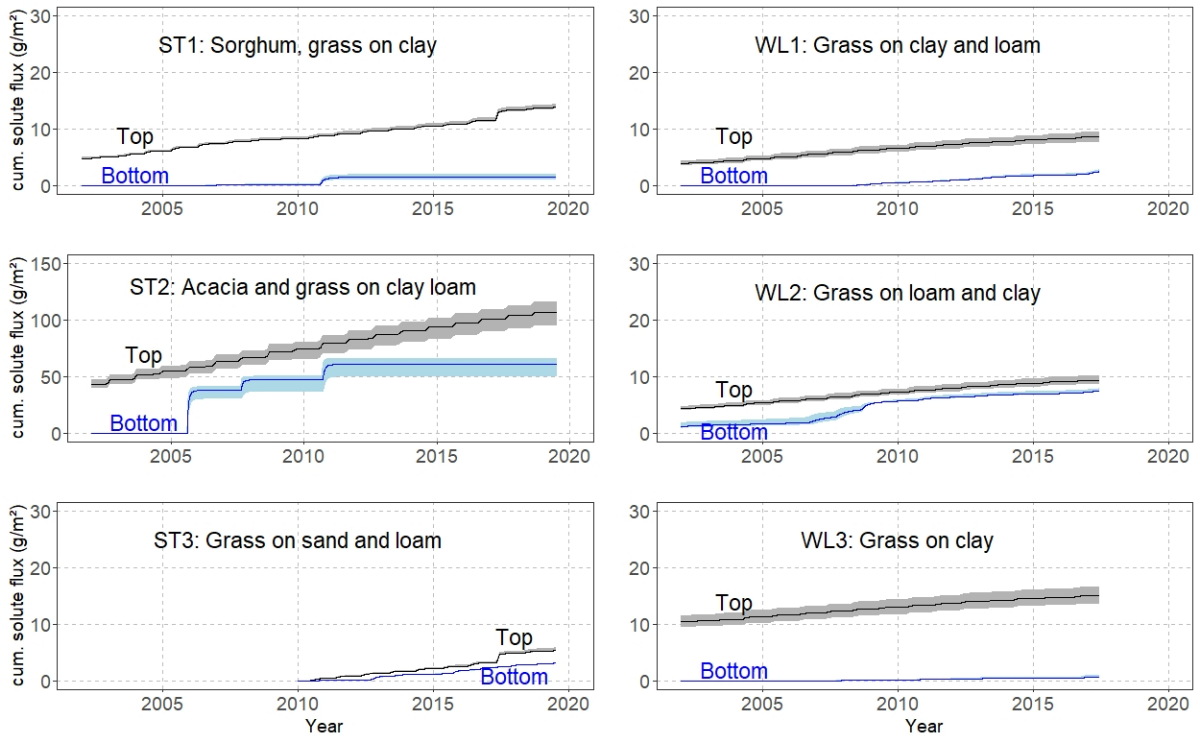 cum. solute flux (g/m²)
30
20
10
0
ST1: Sorghum, grass on clay
Top
Bottom
2005 2010 2015 2020
30
20
10
0
WL1: Grass on clay and loam
Top
Bottom
2005 2010 2015 2020
cum. solute flux (g/m²)
150
100
50
0
ST2: Acacia and grass on clay loam
Top
Bottom
2005 2010 2015 2020
30
20
10
0
WL2: Grass on loam and clay
Top
Bottom
2005 2010 2015 2020
cum. solute flux (g/m²)
30
20
10
0
ST3: Grass on sand and loam
Top
Bottom
2005 2010 2015 2020
Year
30
20
10
0
WL3: Grass on clay
Top
Bottom
2005 2010 2015 2020
Year